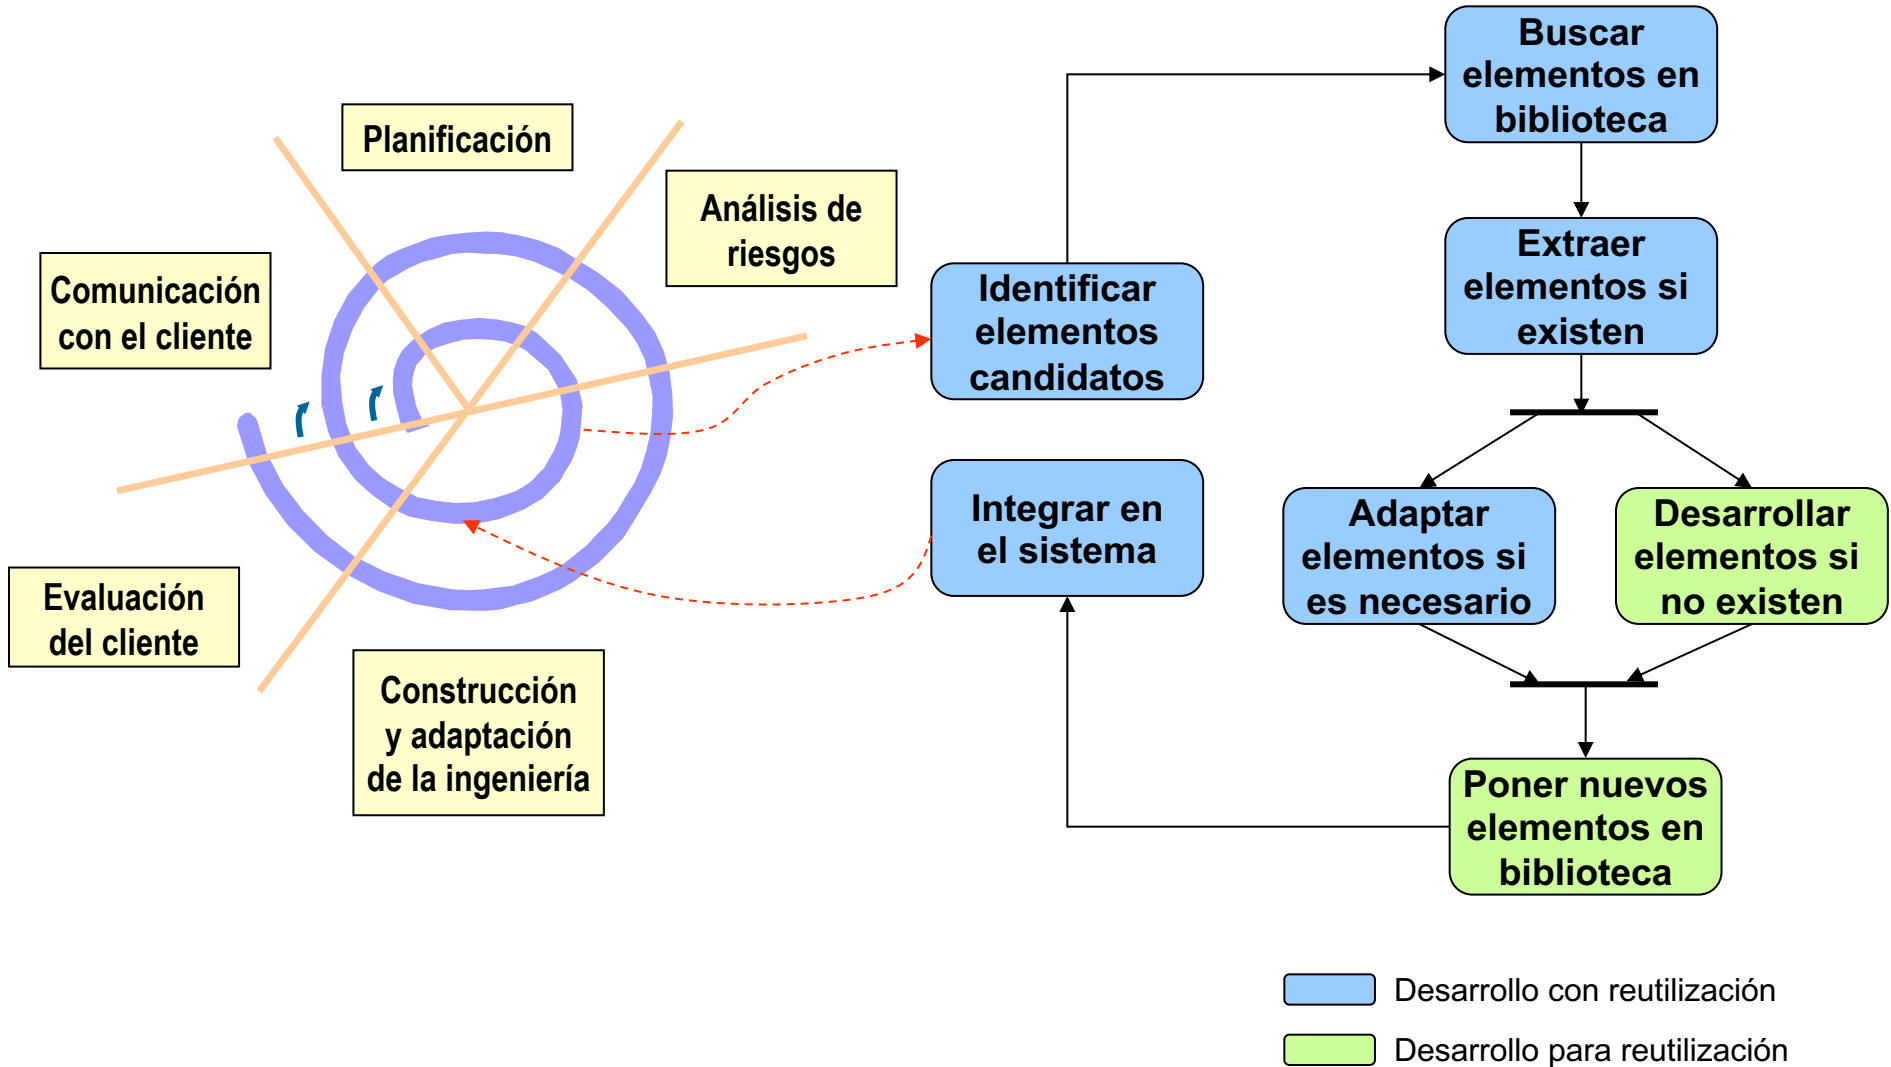 Planificación
Análisis de
riesgos
Comunicación
con el cliente
Evaluación
del cliente
Construcción
y adaptación
de la ingeniería
Identificar
elementos
candidatos
Buscar
elementos en
biblioteca
Extraer
elementos si
existen
Adaptar
elementos si
es necesario
Desarrollar
elementos si
no existen
Poner nuevos
elementos en
biblioteca
Integrar en
el sistema
Desarrollo con reutilización
Desarrollo para reutilización